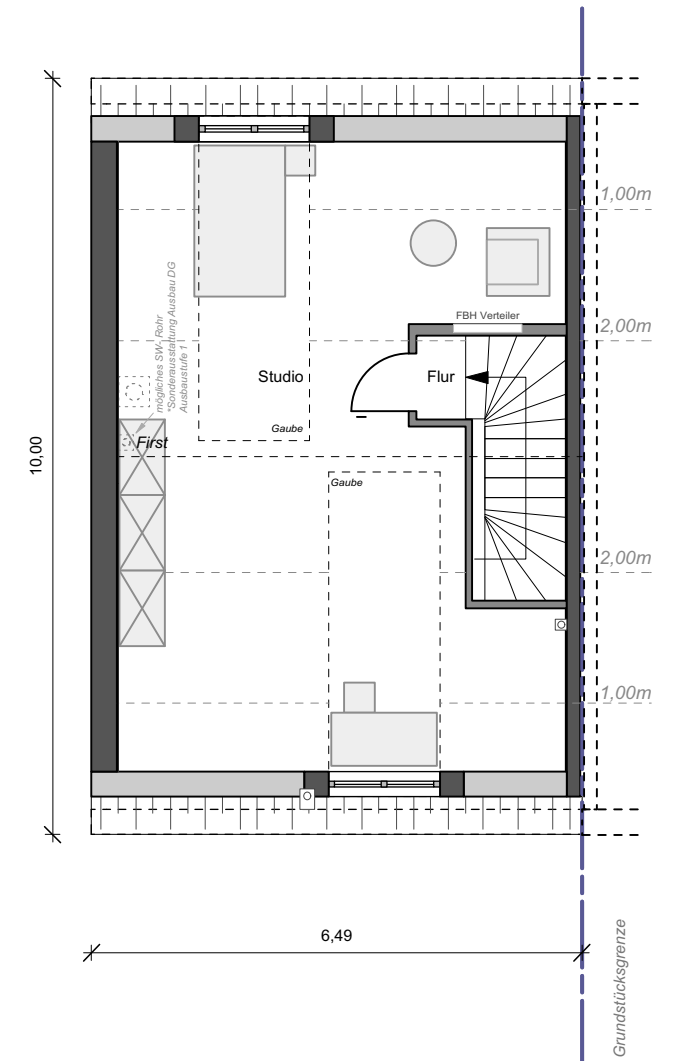 1,00m
FBH Verteiler
2,00m
mögliches SW- Rohr
*Sonderausstattung Ausbau DG
Ausbaustufe 1
Studio
Flur
Gaube
First
10,00
Gaube
2,00m
1,00m
6,49
Grundstücksgrenze